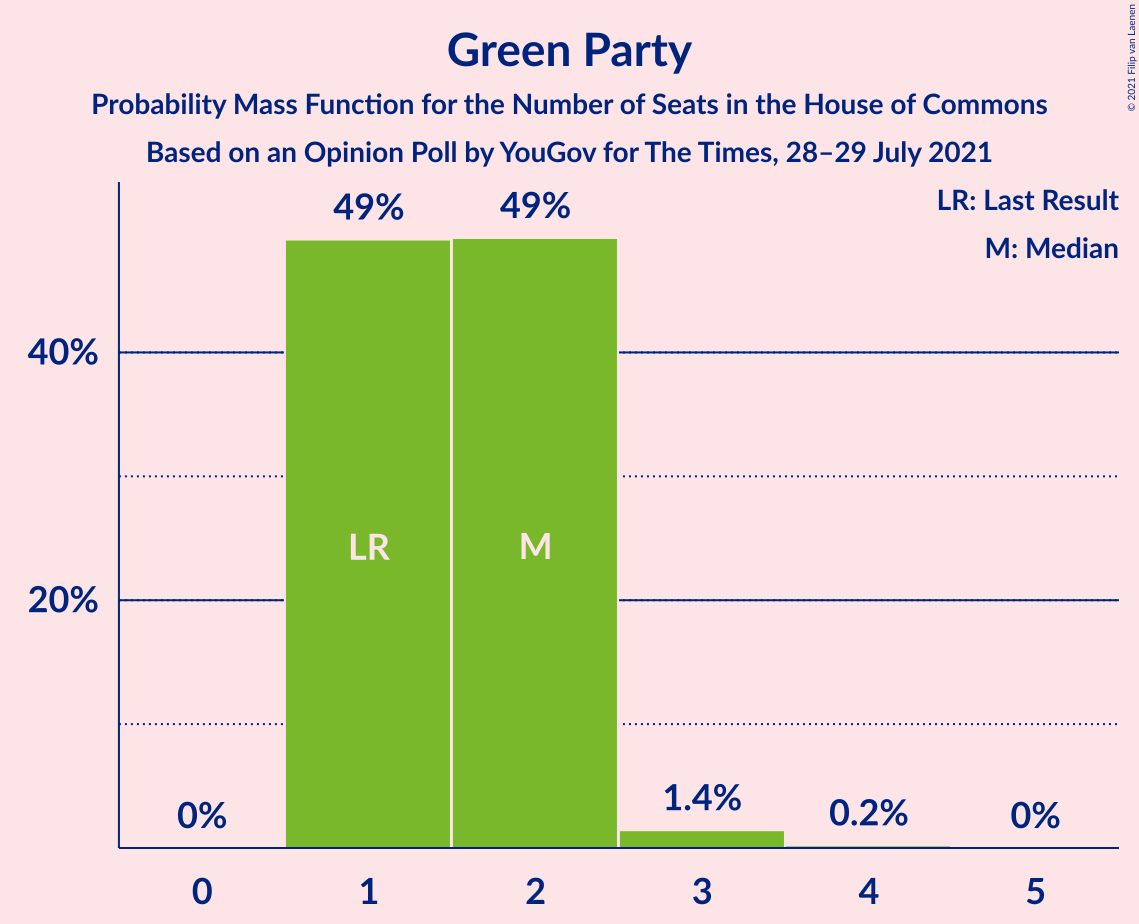 Green Party
Probability Mass Function for the Number of Seats in the House of Commons
Based on an Opinion Poll by YouGov for The Times, 28–29 July 2021
© 2021 Filip van Laenen
LR: Last Result
M: Median
49%
49%
40%
LR
M
20%
0%
1.4%
0.2%
0%
0
1
2
3
4
5